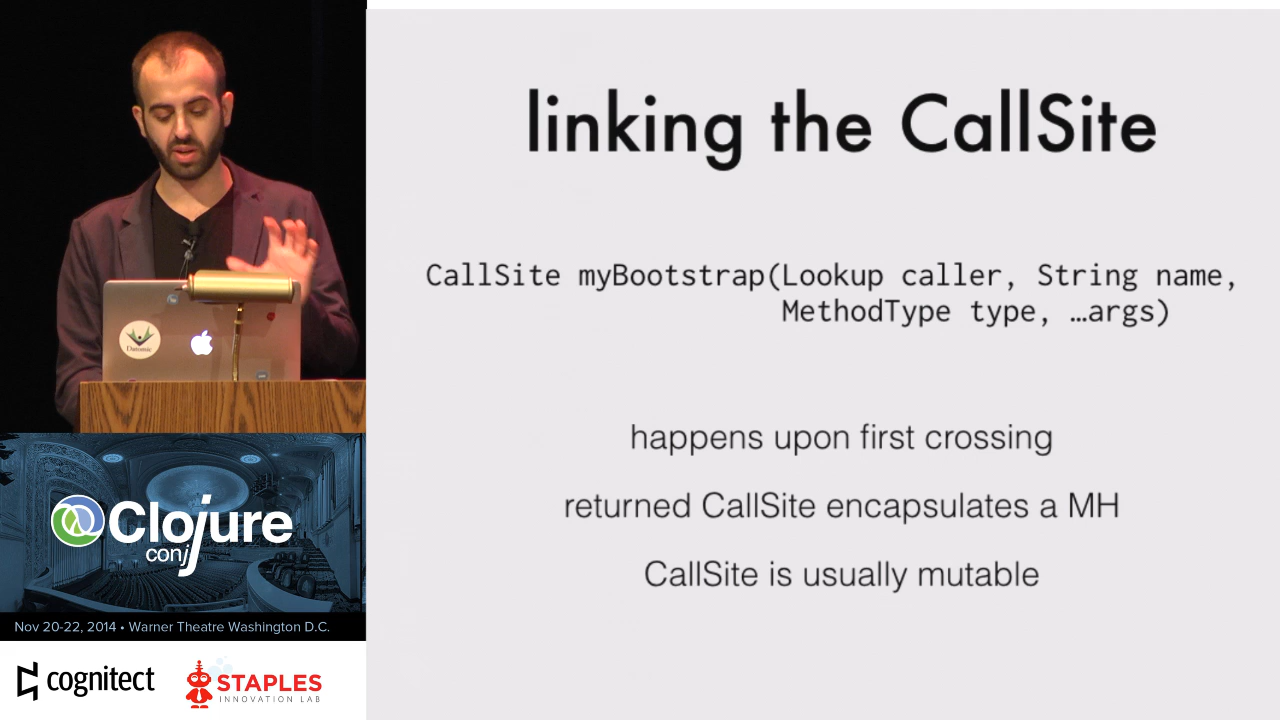 linking the CallSite
CallSite myBootstrap(Lookup caller, String name,
MethodType type, …args)
happens upon first crossing
returned CallSite encapsulates a MH
CallSite is usually mutable
Datomic
Clojure
conj
Nov 20-22, 2014 • Warner Theatre Washington D.C.
cognitect
STAPLES
INNOVATION LAB